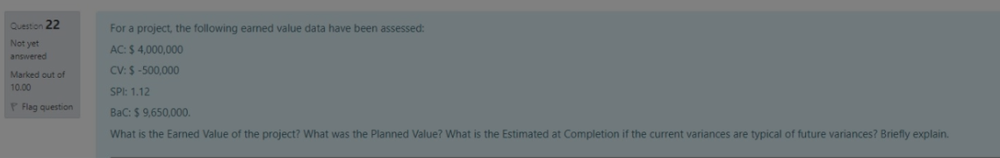 Question 22
Not yet
answered
Marked out of
10.00
Flag question
For a project, the following earned value data have been assessed:
AC: $ 4,000,000
CV: $ -500,000
SPI: 1.12
BaC: $ 9,650,000.
What is the Earned Value of the project? What was the Planned Value? What is the Estimated at Completion if the current variances are typical of future variances? Briefly explain.